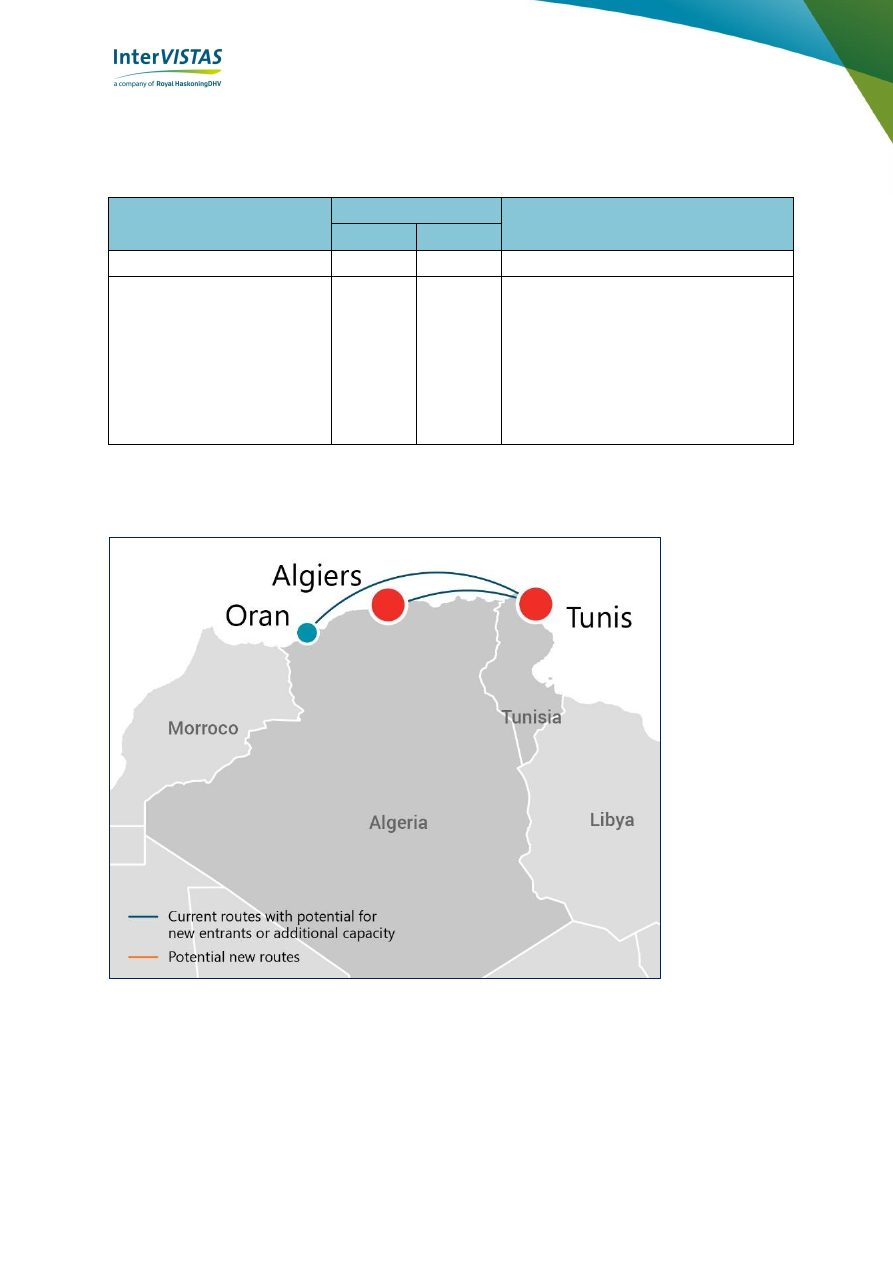 InterVISTAS
a company of Royal HaskoningDHV
Algiers
Oran
Tunis
Morroco
Tunisia
Algeria
Libya
Current routes with potential for
new entrants or additional capacity
Potential new routes